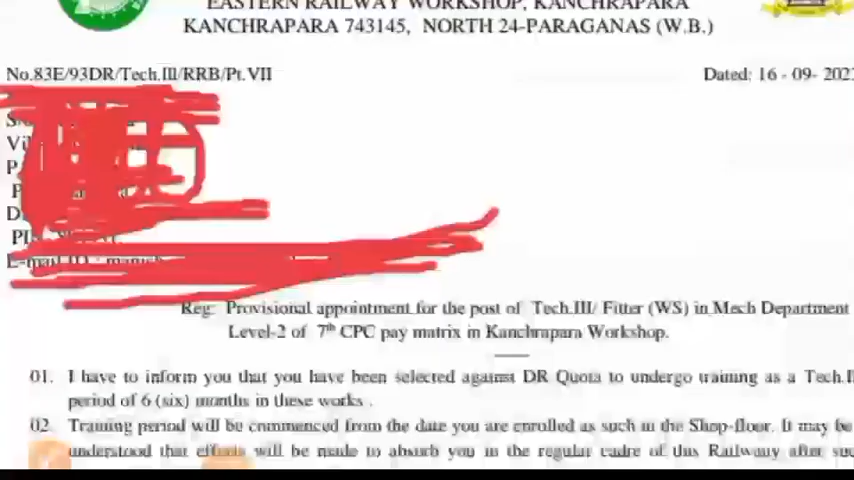 EASTERN RAILWAY WORKSHOP, KANCHRAPARA
KANCHRAPARA 743145, NORTH 24-PARAGANAS (W.B.)
No.83E/93DR/Tech.III/RRB/Pt.VII
Dated: 16 - 09- 202
E-mail ID :
Reg: Provisional appointment for the post of Tech.III/ Fitter (WS) in Mech Department
Level-2 of 7th CPC pay matrix in Kanchrapara Workshop.
01. I have to inform you that you have been selected against DR Quota to undergo training as a Tech.I
period of 6 (six) months in these works .
02. Training period will be commenced from the date you are enrolled as such in the Shop-floor. It may be
understood that efforts will be made to absorb you in the regular cadre of this Railway after suc